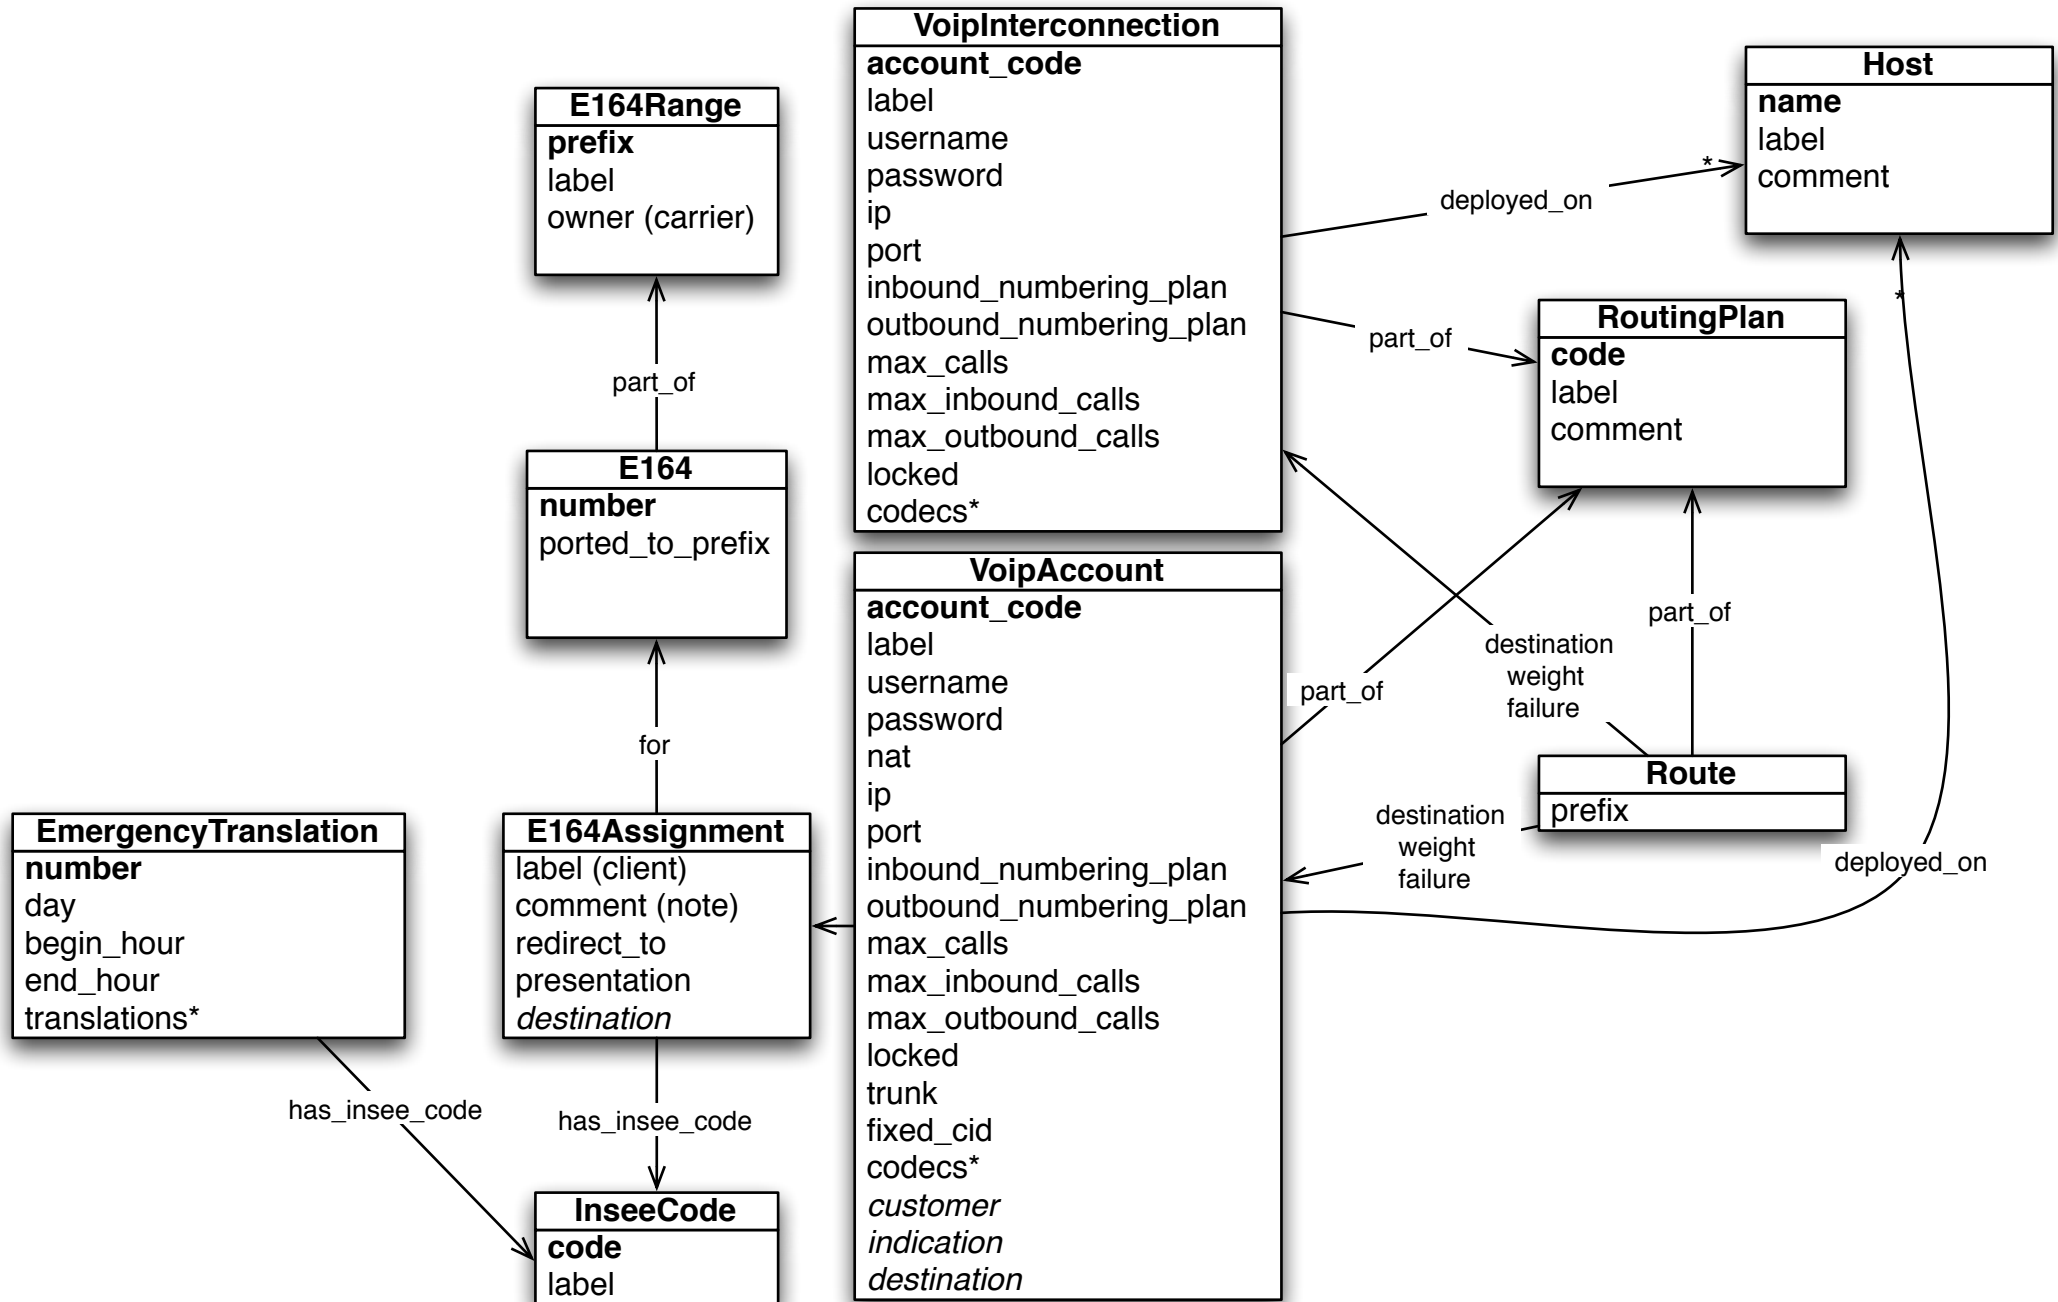 VoipInterconnection
account_code
label
username
password
ip
port
inbound_numbering_plan
outbound_numbering_plan
max_calls
max_inbound_calls
max_outbound_calls
locked
codecs*
Host
name
label
comment
E164Range
prefix
label
owner (carrier)
deployed_on
*
*
part_of
RoutingPlan
code
label
comment
part_of
E164
number
ported_to_prefix
VoipAccount
account_code
label
username
password
nat
ip
port
inbound_numbering_plan
outbound_numbering_plan
max_calls
max_inbound_calls
max_outbound_calls
locked
trunk
fixed_cid
codecs*
customer
indication
destination
part_of
destination
weight
failure
part_of
for
Route
prefix
destination
weight
failure
deployed_on
EmergencyTranslation
number
day
begin_hour
end_hour
translations*
E164Assignment
label (client)
comment (note)
redirect_to
presentation
destination
has_insee_code
has_insee_code
InseeCode
code
label